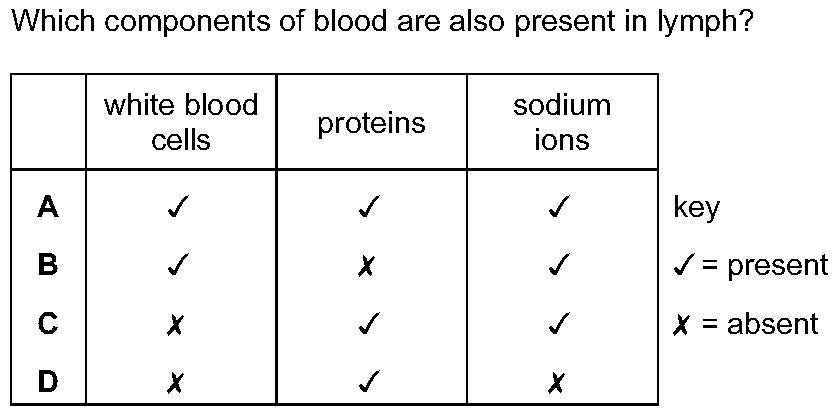 Which components of blood are also present in lymph?
white blood cells proteins sodium ions
A ✓ ✓ ✓ key
B ✓ ✗ ✓ ✓ = present
C ✗ ✓ ✓ ✗ = absent
D ✗ ✓ ✗